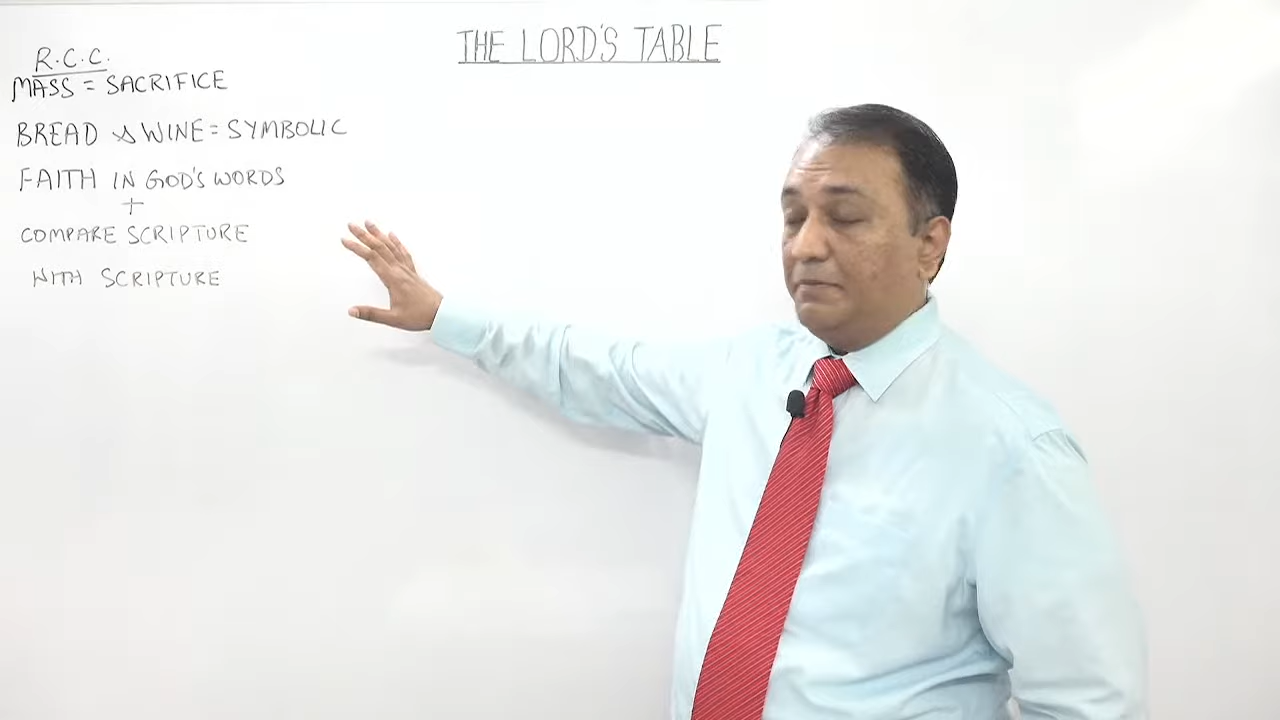 THE LORD'S TABLE
R.C.C.
MASS = SACRIFICE
BREAD & WINE = SYMBOLIC
FAITH IN GOD'S WORDS
+
COMPARE SCRIPTURE
WITH SCRIPTURE